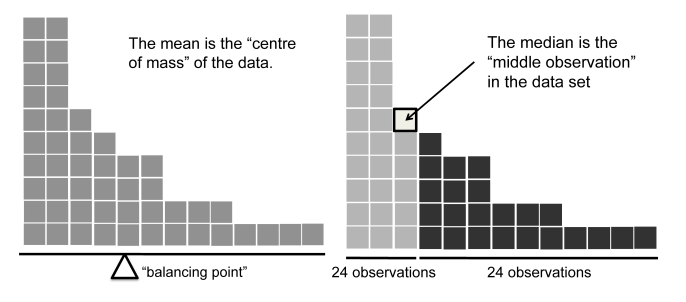 The mean is the “centre
of mass” of the data.
“balancing point”
The median is the
“middle observation”
in the data set
24 observations
24 observations